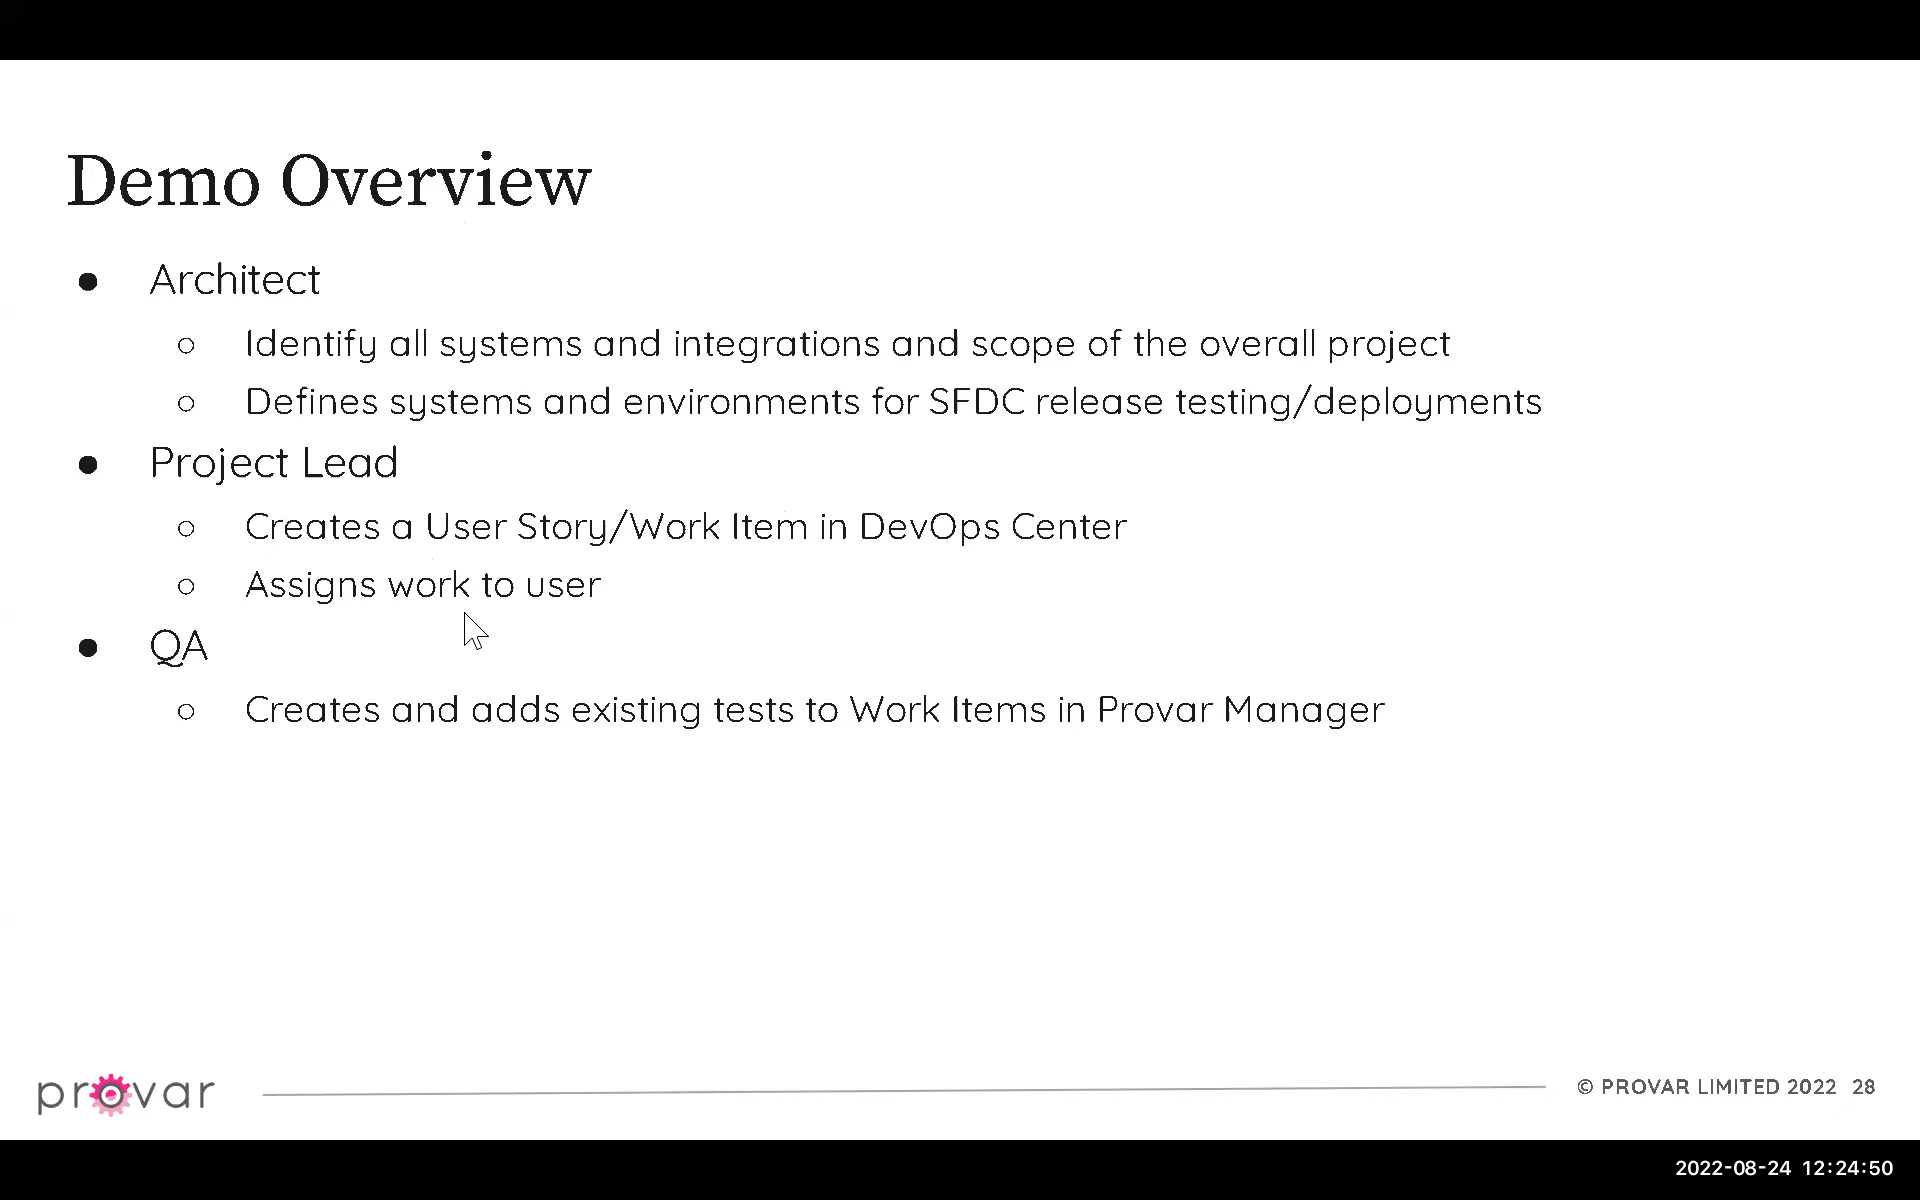 Demo Overview
● Architect
○ Identify all systems and integrations and scope of the overall project
○ Defines systems and environments for SFDC release testing/deployments
● Project Lead
○ Creates a User Story/Work Item in DevOps Center
○ Assigns work to user
● QA
○ Creates and adds existing tests to Work Items in Provar Manager
provar
© PROVAR LIMITED 2022 28
2022-08-24 12:24:50